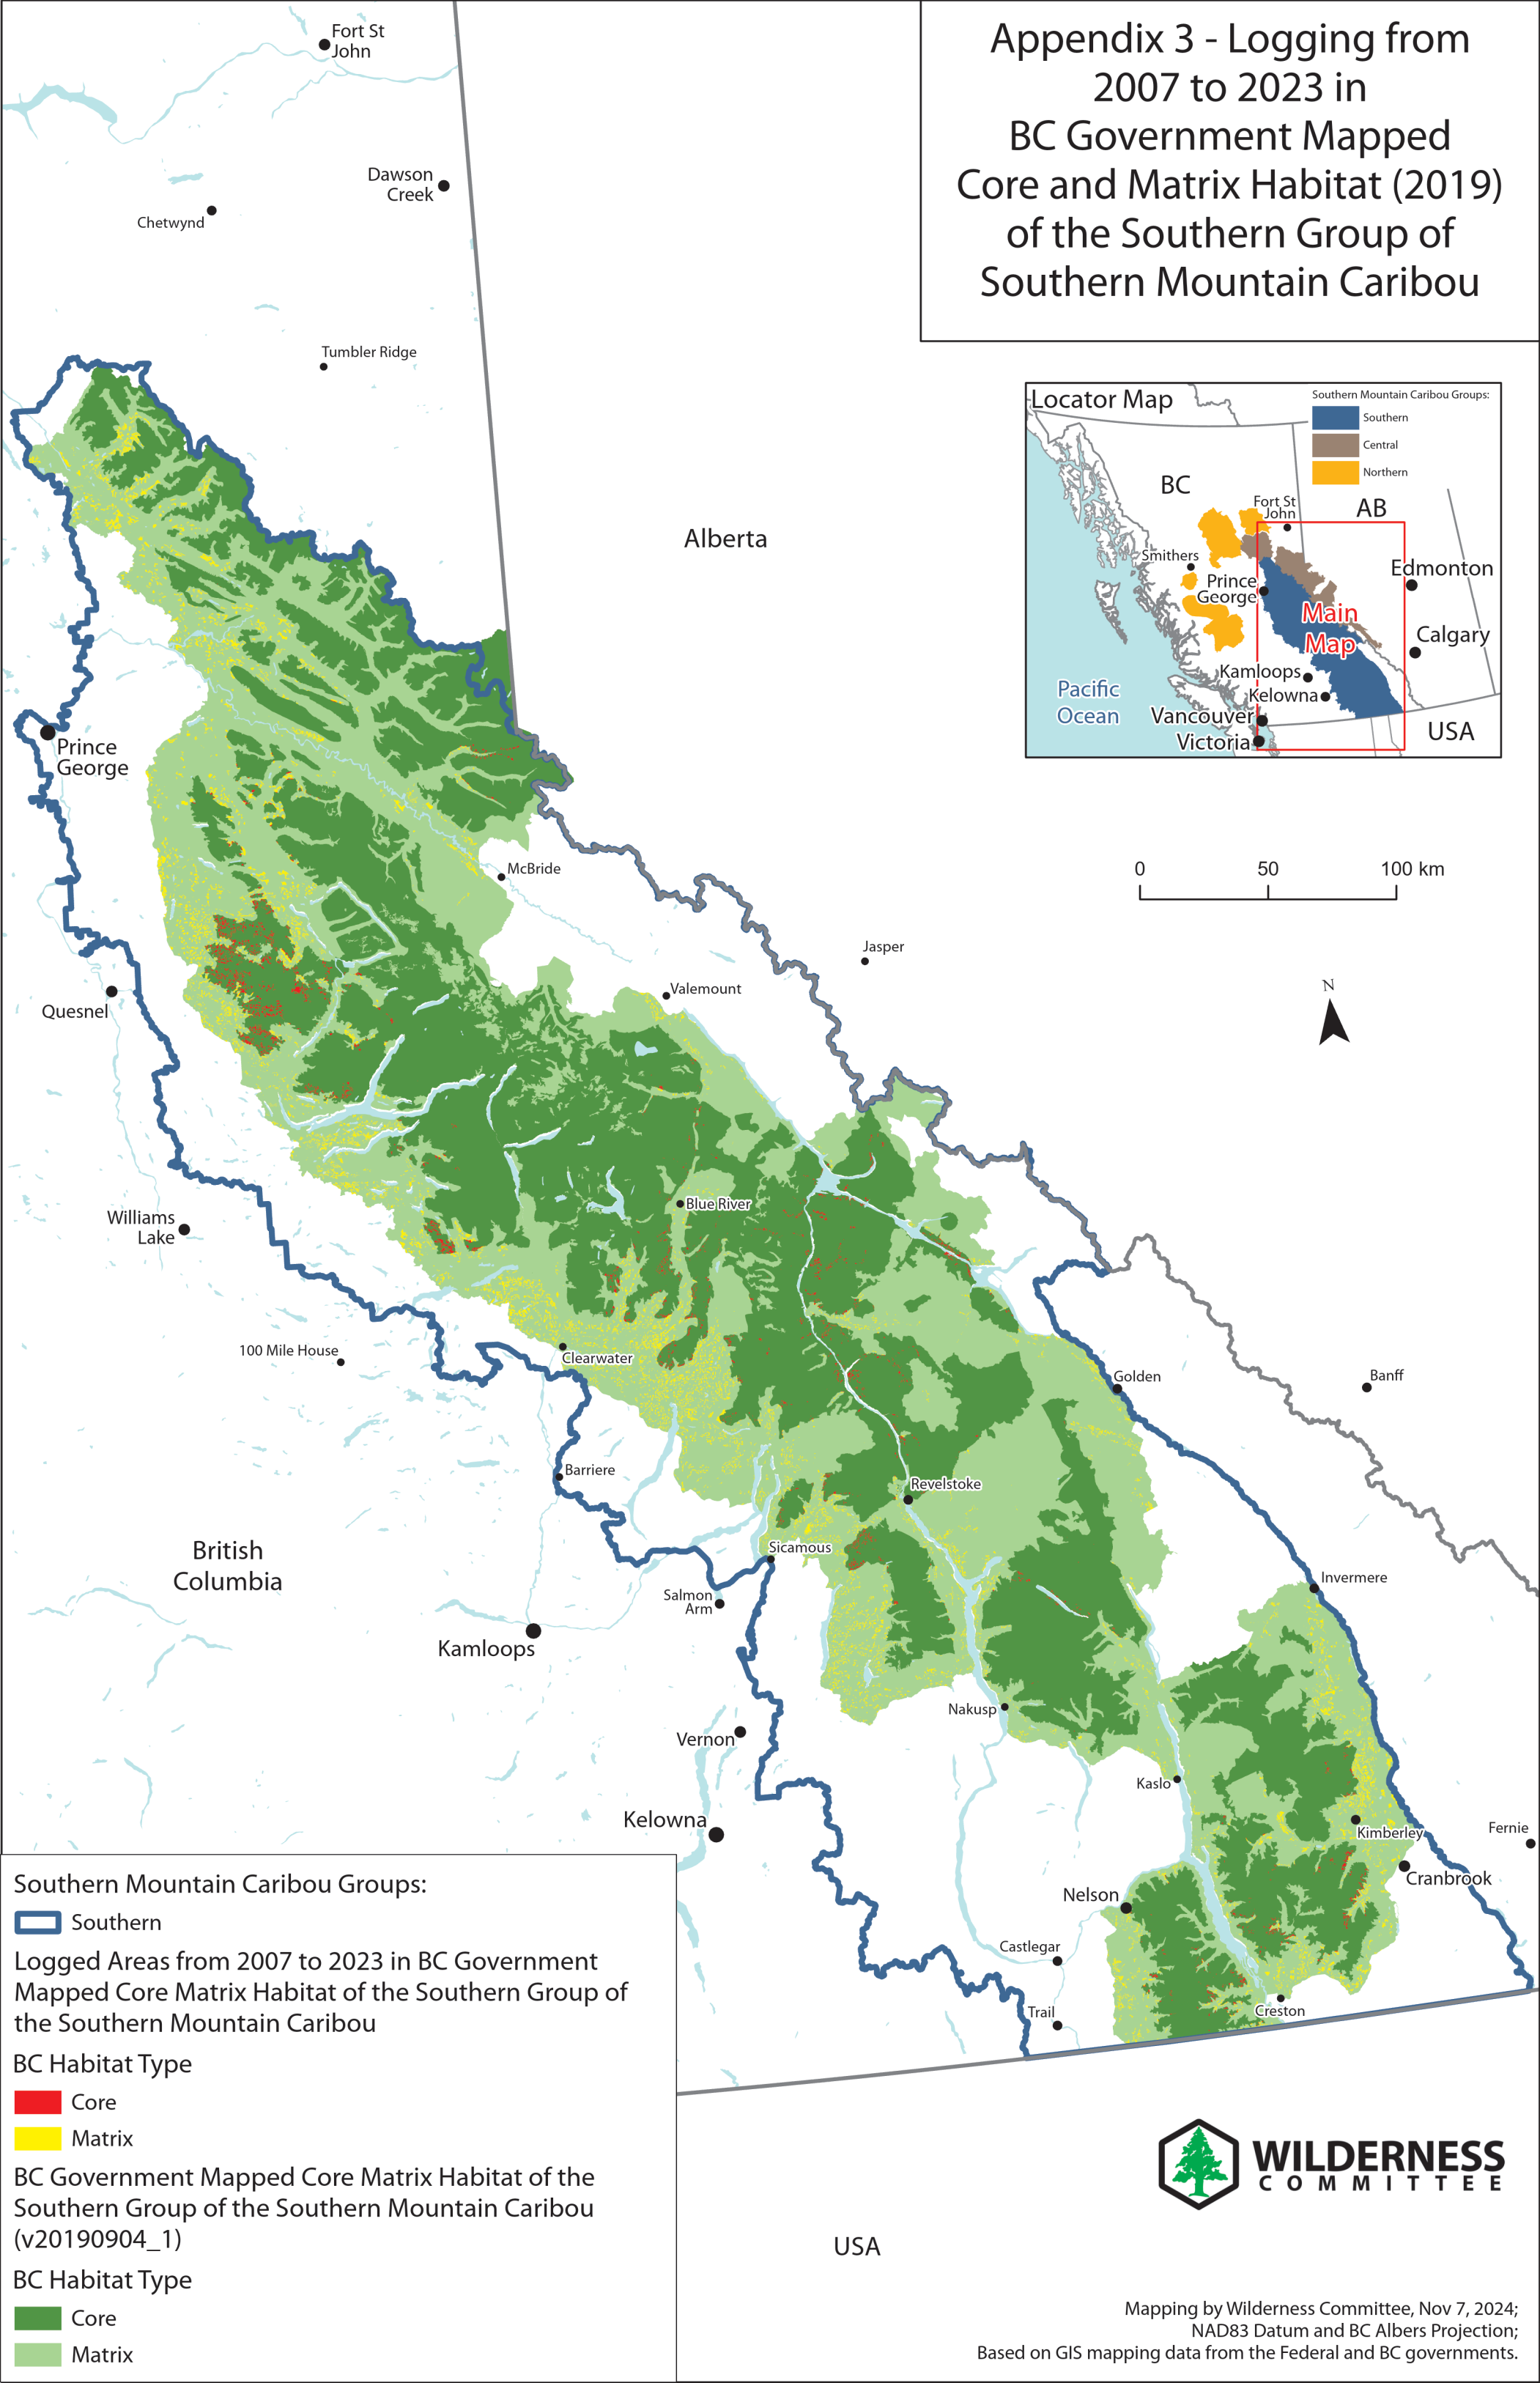 Appendix 3 - Logging from
2007 to 2023 in
BC Government Mapped
Core and Matrix Habitat (2019)
of the Southern Group of
Southern Mountain Caribou
Fort St
John
Dawson
Creek
Chetwynd
Tumbler Ridge
Alberta
Locator Map
Southern Mountain Caribou Groups:
Southern
Central
Northern
BC
AB
Fort St
John
Smithers
Prince
George
Edmonton
Main
Map
Calgary
Kamloops
Kelowna
Pacific
Ocean
Vancouver
Victoria
USA
Prince
George
McBride
0 50 100 km
Jasper
Valemount
N
Quesnel
Williams
Lake
Blue River
100 Mile House
Clearwater
Golden
Banff
Barriere
Revelstoke
British
Columbia
Sicamous
Salmon
Arm
Invermere
Kamloops
Nakusp
Vernon
Kaslo
Kelowna
Kimberley
Fernie
Cranbrook
Nelson
Castlegar
Trail
Creston
Southern Mountain Caribou Groups:
Southern
Logged Areas from 2007 to 2023 in BC Government
Mapped Core Matrix Habitat of the Southern Group of
the Southern Mountain Caribou
BC Habitat Type
Core
Matrix
BC Government Mapped Core Matrix Habitat of the
Southern Group of the Southern Mountain Caribou
(v20190904_1)
BC Habitat Type
Core
Matrix
WILDERNESS
COMMITTEE
USA
Mapping by Wilderness Committee, Nov 7, 2024;
NAD83 Datum and BC Albers Projection;
Based on GIS mapping data from the Federal and BC governments.